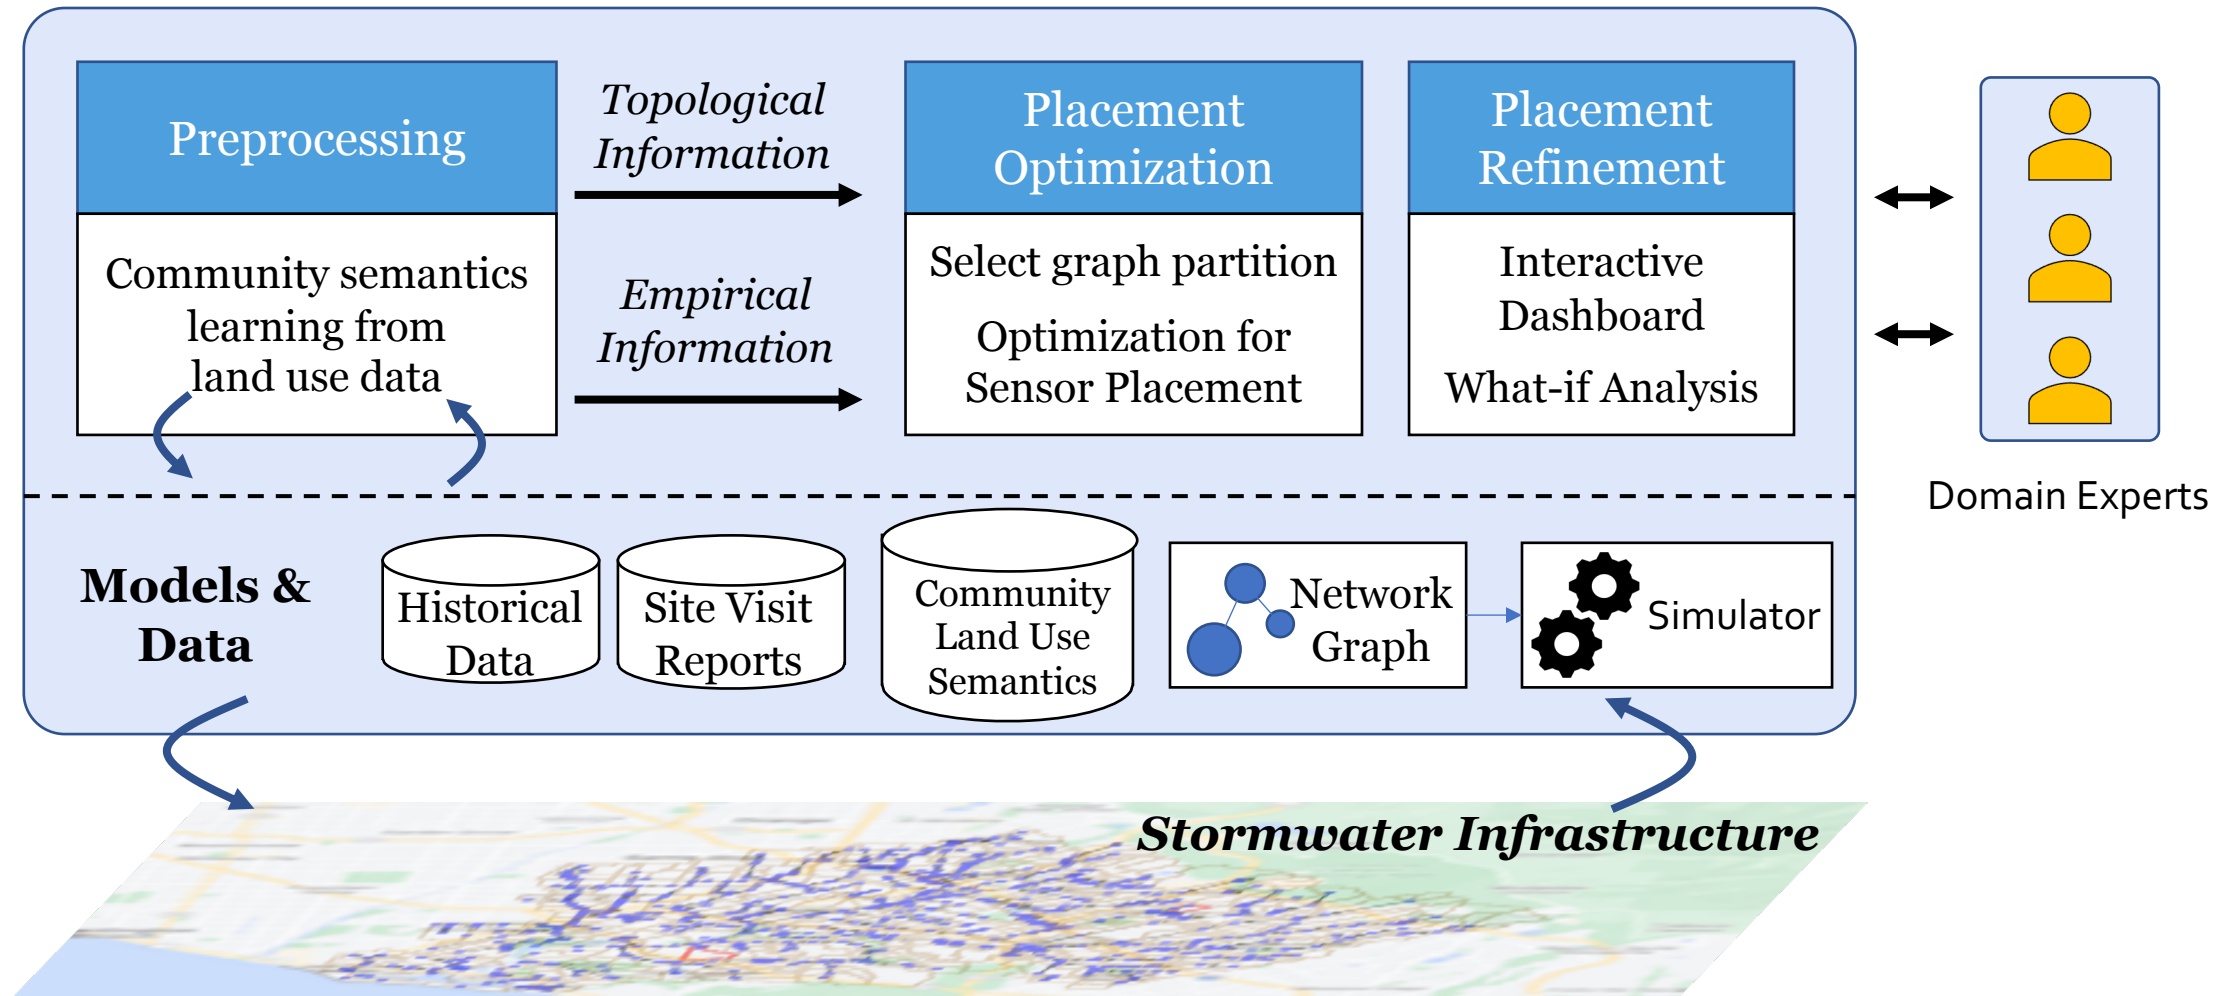 Preprocessing
Community semantics
learning from
land use data
Topological
Information
Empirical
Information
Placement
Optimization
Select graph partition
Optimization for
Sensor Placement
Placement
Refinement
Interactive
Dashboard
What-if Analysis
Domain Experts
Models &
Data
Historical
Data
Site Visit
Reports
Community
Land Use
Semantics
Network
Graph
Simulator
Stormwater Infrastructure